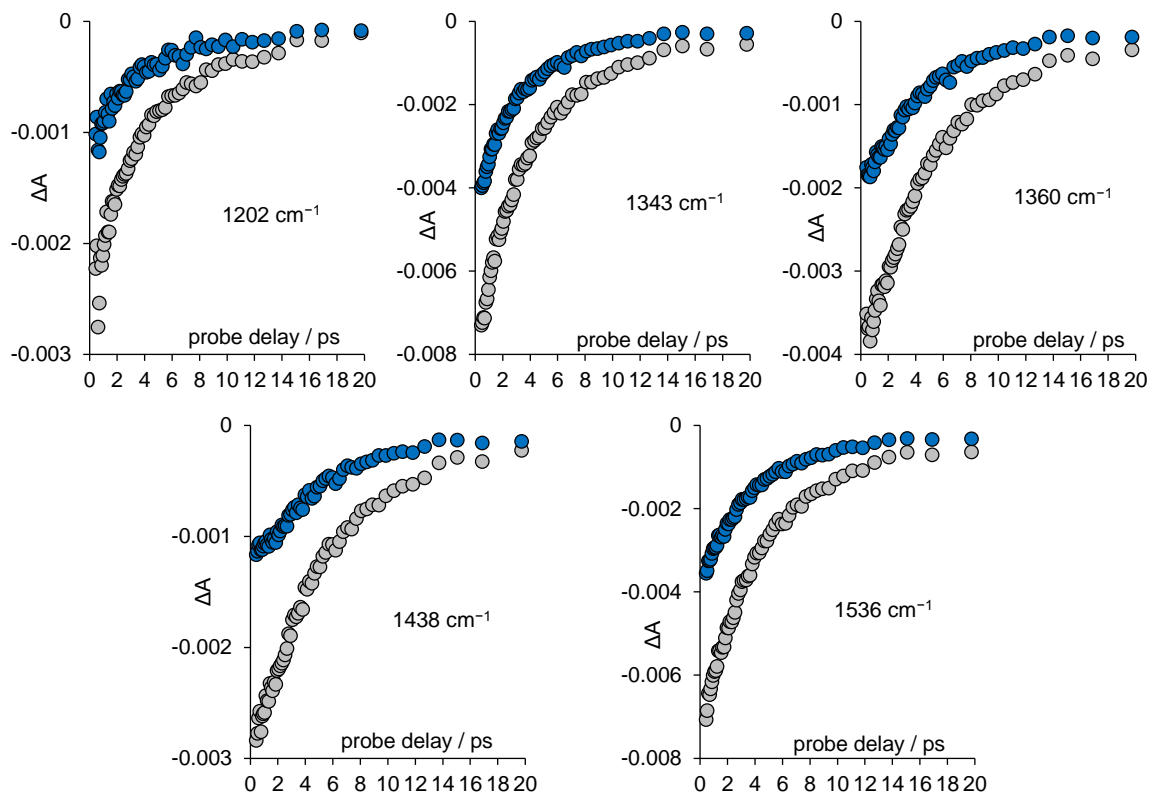 0
-0.001
-0.002
-0.003
ΔA
1202 cm⁻¹
probe delay / ps
0 2 4 6 8 10 12 14 16 18 20
0
-0.002
-0.004
-0.006
-0.008
ΔA
1343 cm⁻¹
probe delay / ps
0 2 4 6 8 10 12 14 16 18 20
0
-0.001
-0.002
-0.003
-0.004
ΔA
1360 cm⁻¹
probe delay / ps
0 2 4 6 8 10 12 14 16 18 20
0
-0.001
-0.002
-0.003
ΔA
1438 cm⁻¹
probe delay / ps
0 2 4 6 8 10 12 14 16 18 20
0
-0.002
-0.004
-0.006
-0.008
ΔA
1536 cm⁻¹
probe delay / ps
0 2 4 6 8 10 12 14 16 18 20